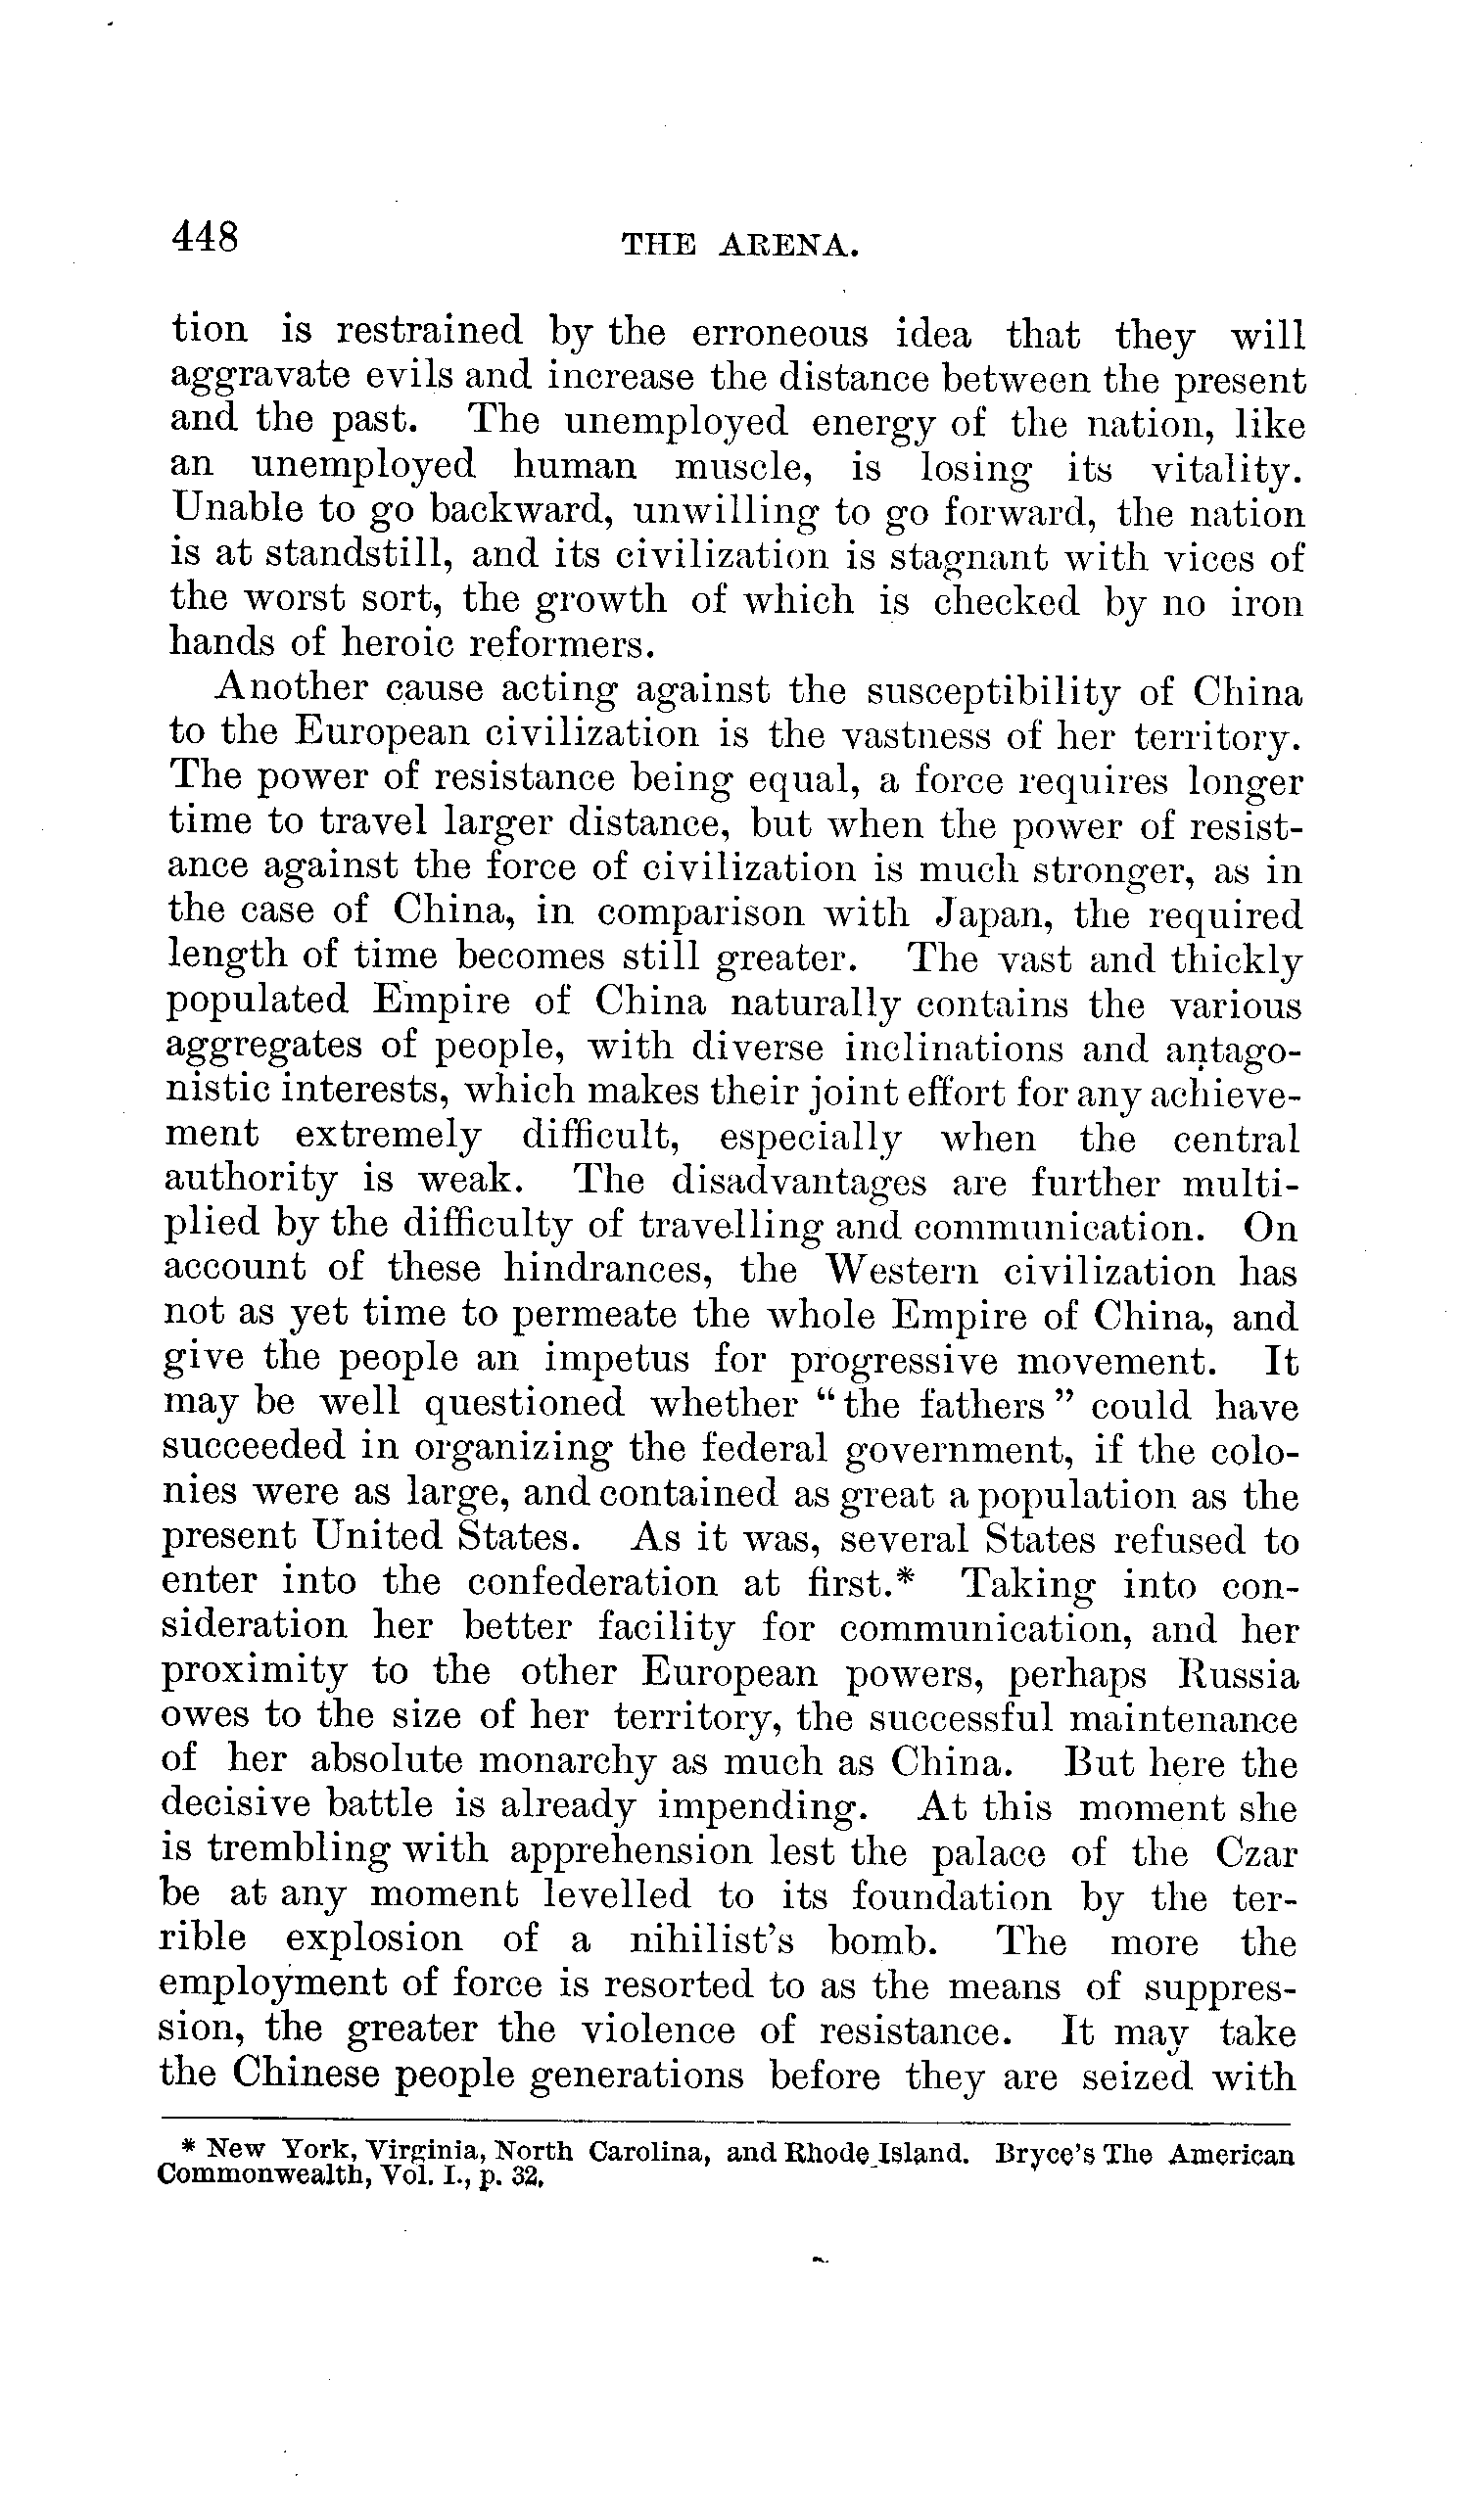 448 THE ARENA.
tion is restrained by the erroneous idea that they will
aggravate evils and increase the distance between the present
and the past. The unemployed energy of the nation, like
an unemployed human muscle, is losing its vitality.
Unable to go backward, unwilling to go forward, the nation
is at standstill, and its civilization is stagnant with vices of
the worst sort, the growth of which is checked by no iron
hands of heroic reformers.
Another cause acting against the susceptibility of China
to the European civilization is the vastness of her territory.
The power of resistance being equal, a force requires longer
time to travel larger distance, but when the power of resist-
ance against the force of civilization is much stronger, as in
the case of China, in comparison with Japan, the required
length of time becomes still greater. The vast and thickly
populated Empire of China naturally contains the various
aggregates of people, with diverse inclinations and antago-
nistic interests, which makes their joint effort for any achieve-
ment extremely difficult, especially when the central
authority is weak. The disadvantages are further multi-
plied by the difficulty of travelling and communication. On
account of these hindrances, the Western civilization has
not as yet time to permeate the whole Empire of China, and
give the people an impetus for progressive movement. It
may be well questioned whether “the fathers” could have
succeeded in organizing the federal government, if the colo-
nies were as large, and contained as great a population as the
present United States. As it was, several States refused to
enter into the confederation at first.* Taking into con-
sideration her better facility for communication, and her
proximity to the other European powers, perhaps Russia
owes to the size of her territory, the successful maintenance
of her absolute monarchy as much as China. But here the
decisive battle is already impending. At this moment she
is trembling with apprehension lest the palace of the Czar
be at any moment levelled to its foundation by the ter-
rible explosion of a nihilist's bomb. The more the
employment of force is resorted to as the means of suppres-
sion, the greater the violence of resistance. It may take
the Chinese people generations before they are seized with
* New York, Virginia, North Carolina, and Rhode Island. Bryce's The American
Commonwealth, Vol. I., p. 32.